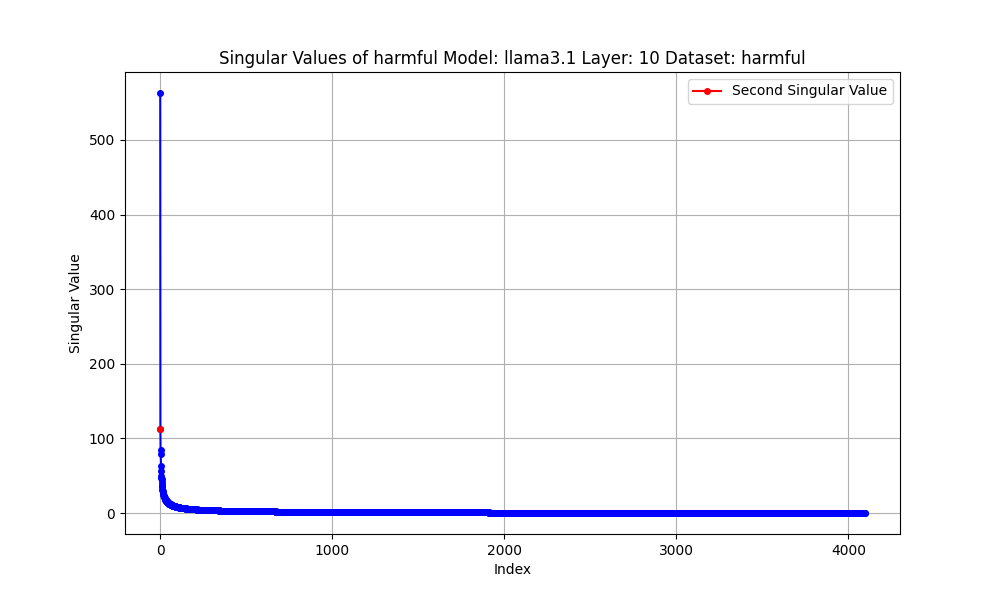 Singular Values of harmful Model: llama3.1 Layer: 10 Dataset: harmful
Second Singular Value
500
400
300
200
100
0
Singular Value
0 1000 2000 3000 4000
Index